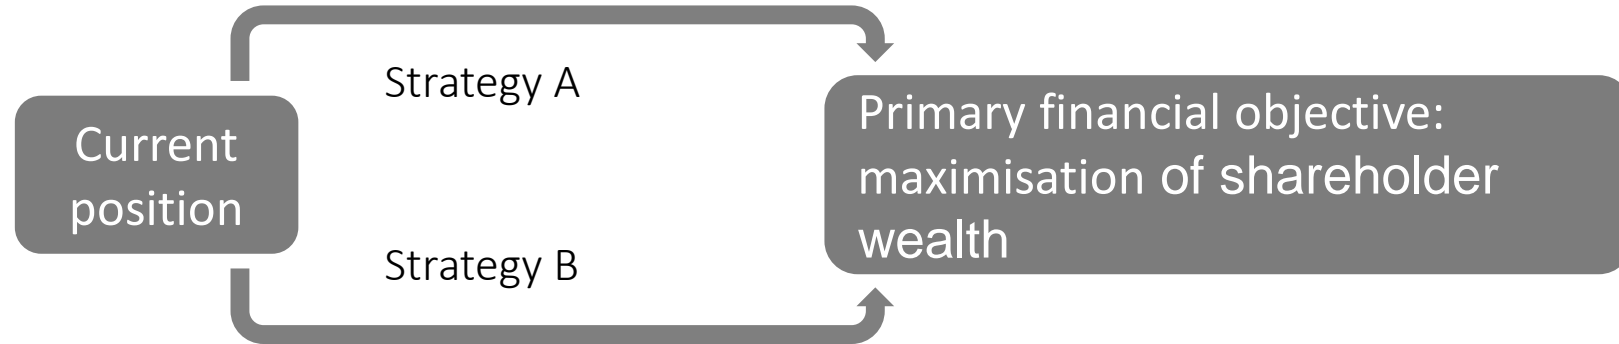 Strategy A
Current
position
Primary financial objective:
maximisation of shareholder
wealth
Strategy B